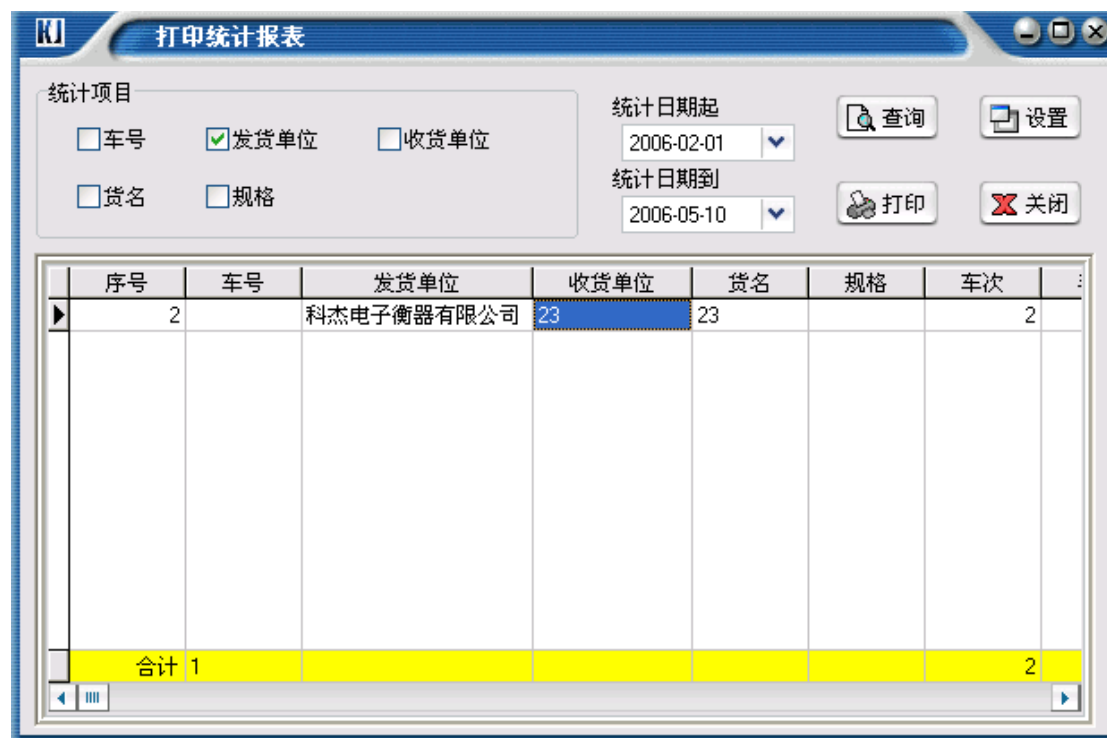 KJ 打印统计报表
统计项目
车号 发货单位 收货单位
货名 规格
统计日期起
2006-02-01
统计日期到
2006-05-10
查询 设置
打印 关闭
序号 车号 发货单位 收货单位 货名 规格 车次
2 科杰电子衡器有限公司 23 23 2
合计 1 2